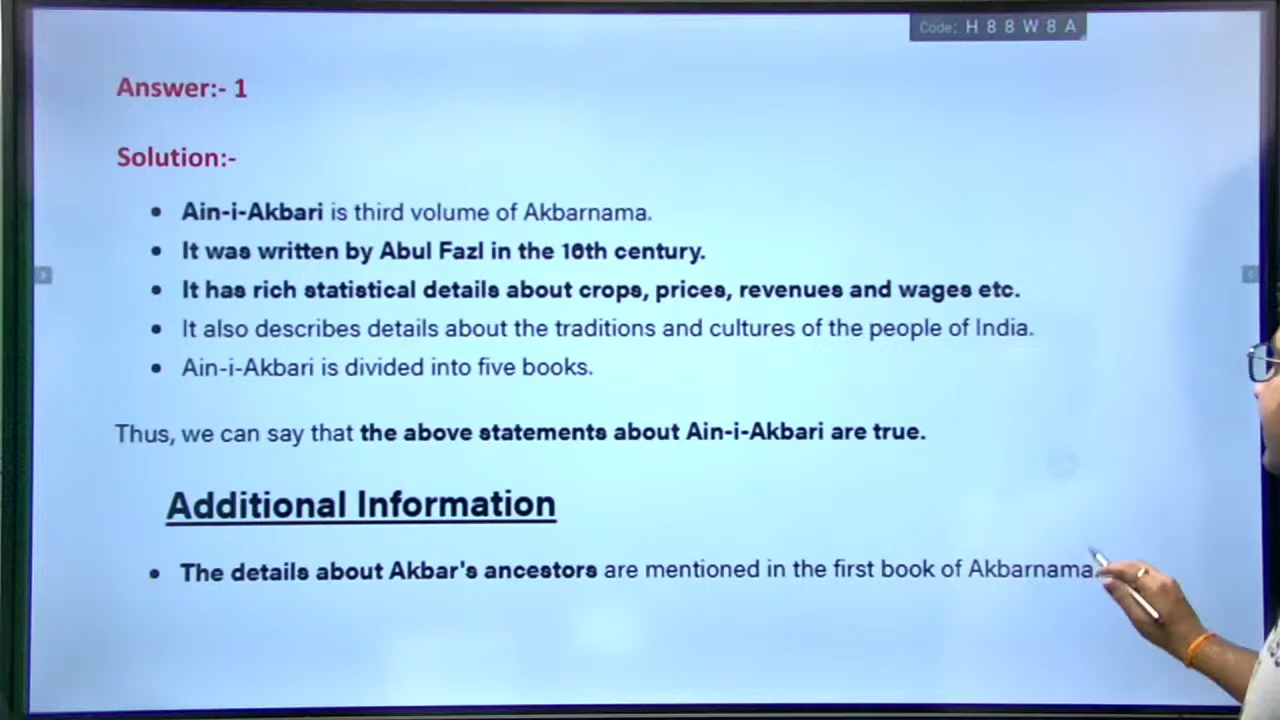 Code: H 8 8 W 8 A
Answer:- 1
Solution:-
• Ain-i-Akbari is third volume of Akbarnama.
• It was written by Abul Fazl in the 16th century.
• It has rich statistical details about crops, prices, revenues and wages etc.
• It also describes details about the traditions and cultures of the people of India.
• Ain-i-Akbari is divided into five books.
Thus, we can say that the above statements about Ain-i-Akbari are true.
Additional Information
• The details about Akbar's ancestors are mentioned in the first book of Akbarnama.